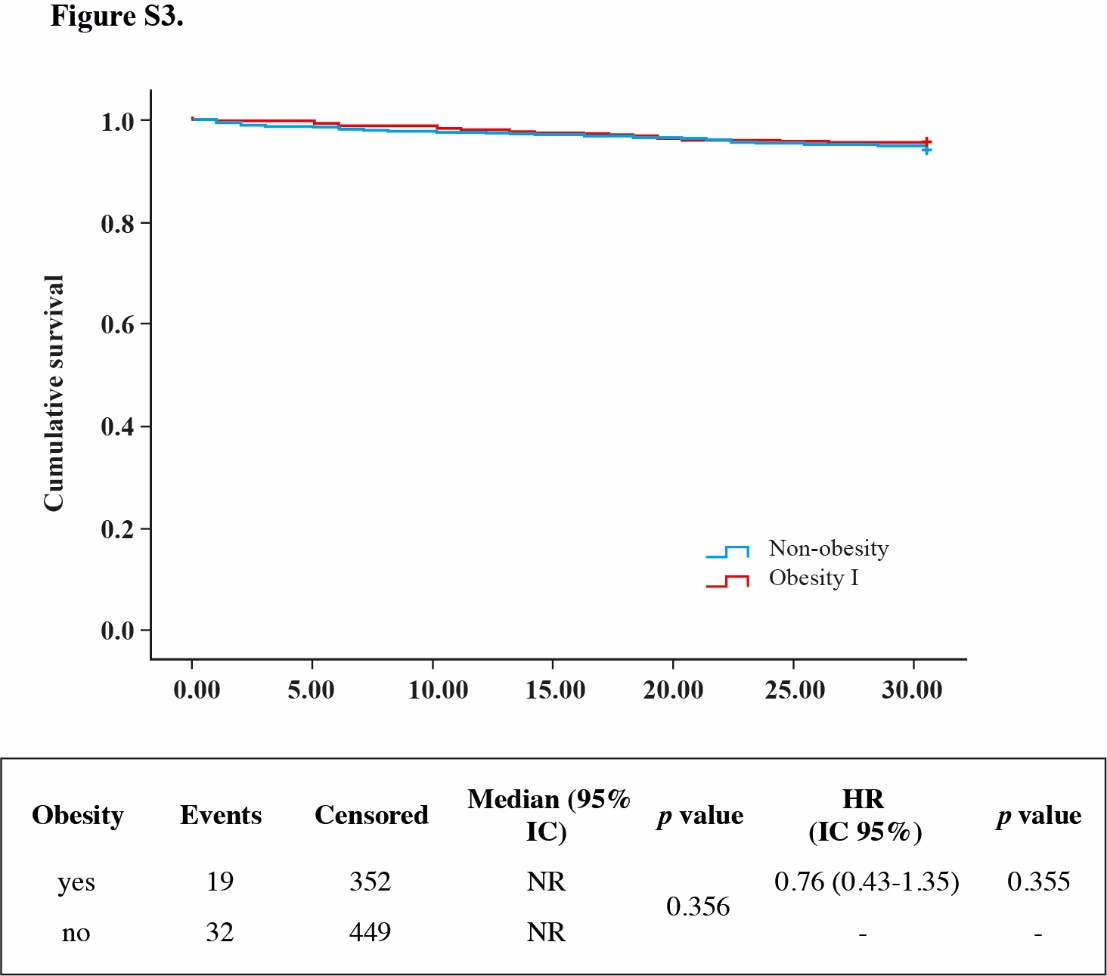 Figure S3.
1.0
0.8
0.6
0.4
0.2
0.0
Cumulative survival
Non-obesity
Obesity I
0.00 5.00 10.00 15.00 20.00 25.00 30.00
Obesity Events Censored Median (95% IC) p value HR (IC 95%) p value
yes 19 352 NR 0.356 0.76 (0.43-1.35) 0.355
no 32 449 NR - -